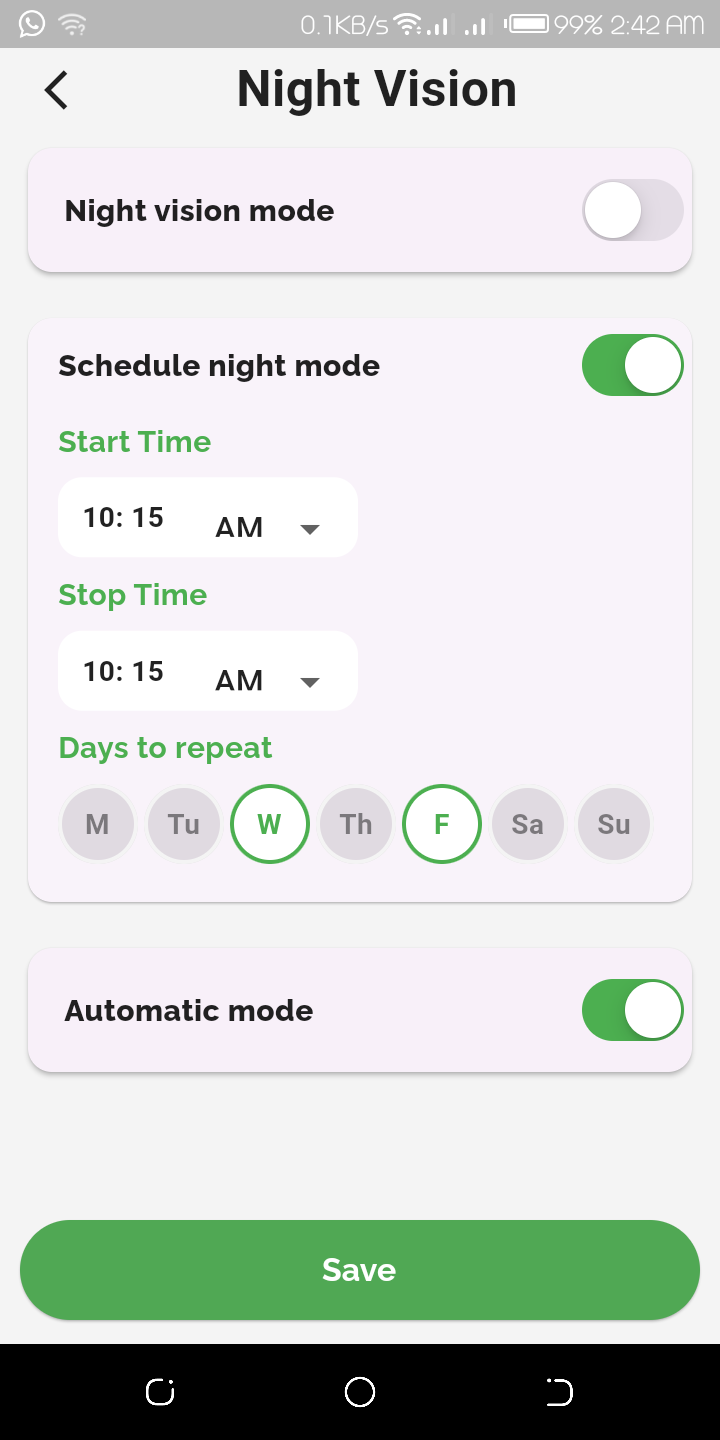 0.1KB/s 99% 2:42 AM
Night Vision
Night vision mode
Schedule night mode
Start Time
10: 15 AM
Stop Time
10: 15 AM
Days to repeat
M Tu W Th F Sa Su
Automatic mode
Save